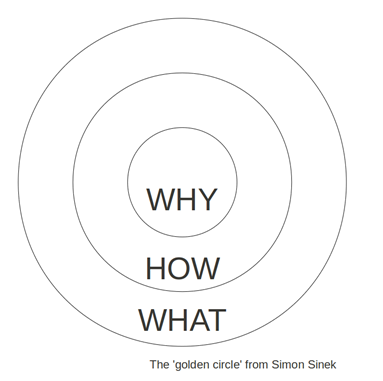 WHY
HOW
WHAT
The 'golden circle' from Simon Sinek